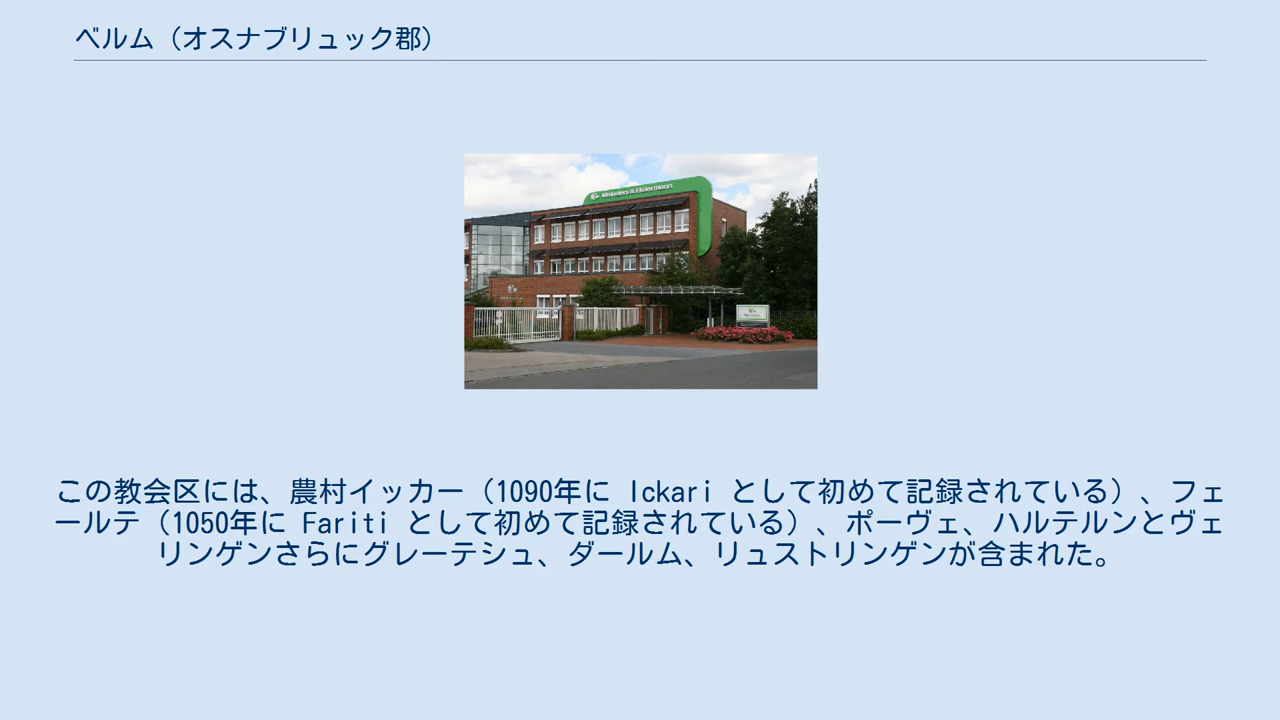 ベルム（オスナブリュック郡）
Meinders & Elstermann
この教会区には、農村イッカー（1090年に Ickari として初めて記録されている）、フェ
ールテ（1050年に Fariti として初めて記録されている）、ポーヴェ、ハルテルンとヴェ
リンゲンさらにグレーテシュ、ダールム、リュストリンゲンが含まれた。